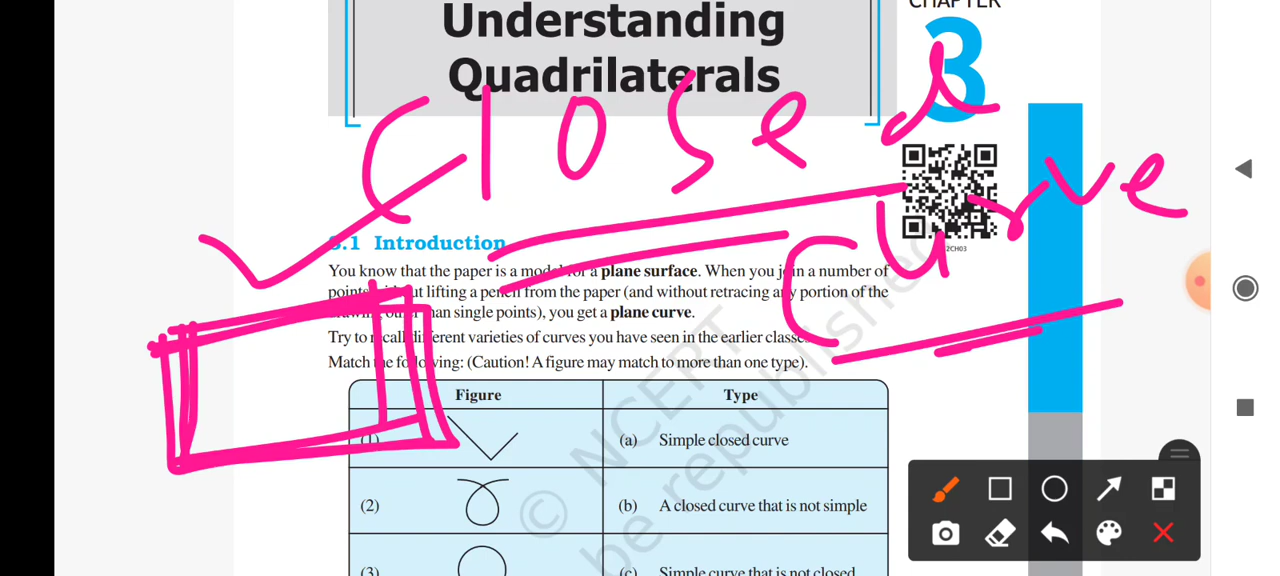 CHAPTER
3
Understanding
Quadrilaterals
Closed
Curve
3.1 Introduction
You know that the paper is a model for a plane surface. When you join a number of
points without lifting a pencil from the paper (and without retracing any portion of the
drawing other than single points), you get a plane curve.
Try to recall different varieties of curves you have seen in the earlier classes.
Match the following: (Caution! A figure may match to more than one type).
Figure Type
(1) (a) Simple closed curve
(2) (b) A closed curve that is not simple
(3) (c) Simple curve that is not closed
© NCERT
be republished